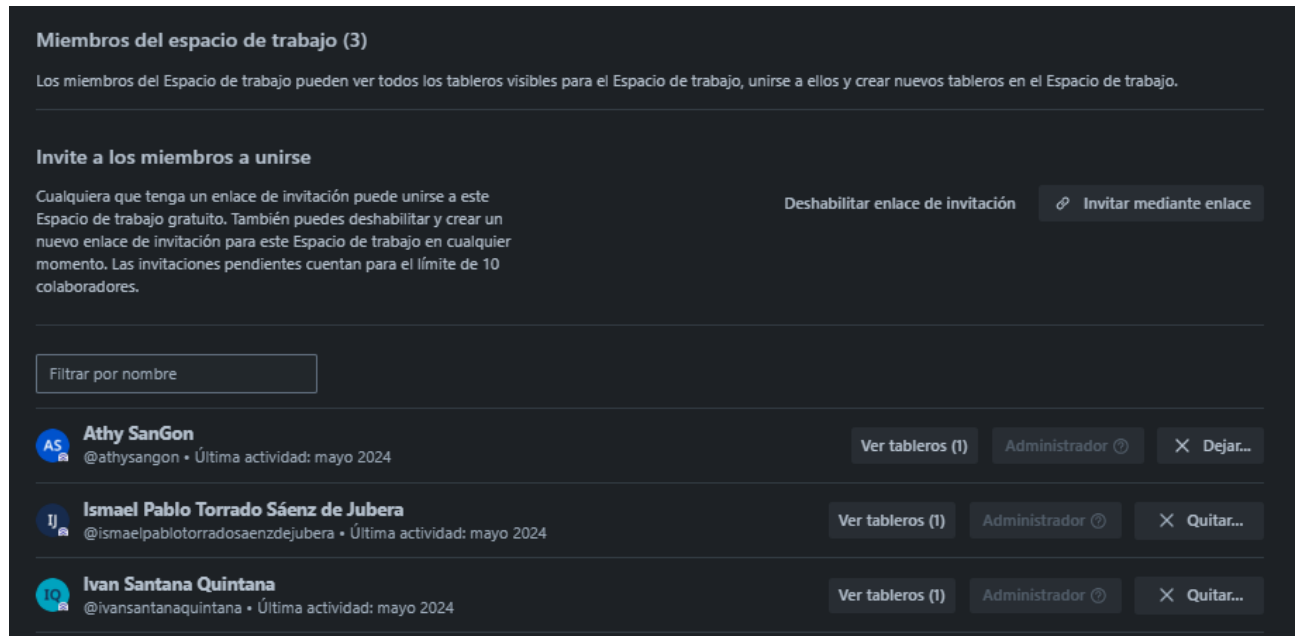 Miembros del espacio de trabajo (3)
Los miembros del Espacio de trabajo pueden ver todos los tableros visibles para el Espacio de trabajo, unirse a ellos y crear nuevos tableros en el Espacio de trabajo.
Invite a los miembros a unirse
Cualquiera que tenga un enlace de invitación puede unirse a este
Espacio de trabajo gratuito. También puedes deshabilitar y crear un
nuevo enlace de invitación para este Espacio de trabajo en cualquier
momento. Las invitaciones pendientes cuentan para el límite de 10
colaboradores.
Deshabilitar enlace de invitación Invitar mediante enlace
Filtrar por nombre
AS Athy SanGon
@athysangon • Última actividad: mayo 2024
Ver tableros (1) Administrador Dejar...
IJ Ismael Pablo Torrado Sáenz de Jubera
@ismaelpablotorradosaenzdejubera • Última actividad: mayo 2024
Ver tableros (1) Administrador Quitar...
IQ Ivan Santana Quintana
@ivansantanaquintana • Última actividad: mayo 2024
Ver tableros (1) Administrador Quitar...